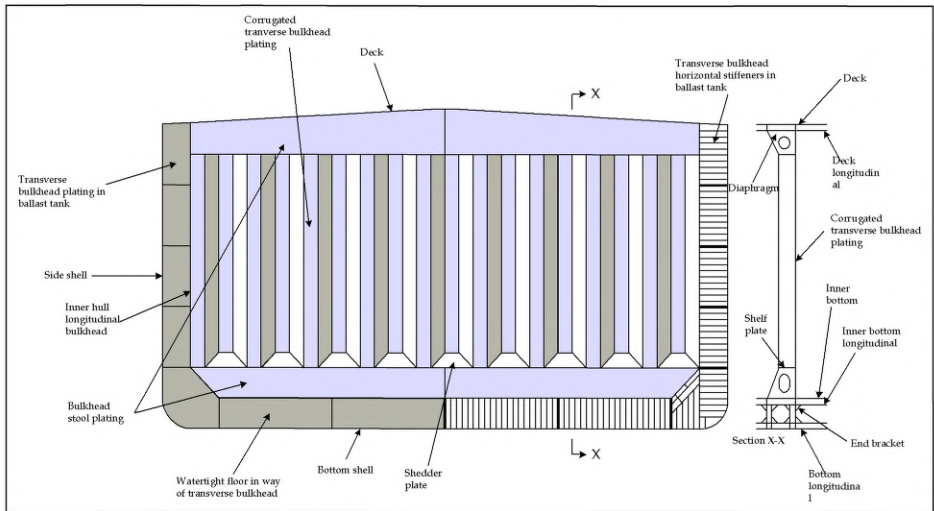 Corrugated
tranverse bulkhead
plating
Deck
X
Transverse bulkhead
horizontal stiffeners in
ballast tank
Deck
Transverse
bulkhead plating in
ballast tank
Diaphragm
Deck
longitudin
al
Corrugated
transverse bulkhead
plating
Side shell
Inner hull
longitudinal
bulkhead
Shelf
plate
Inner
bottom
Inner bottom
longitudinal
Bulkhead
stool plating
Watertight floor in way
of transverse bulkhead
Bottom shell
Shedder
plate
X
Section X-X
End bracket
Bottom
longitudina
l